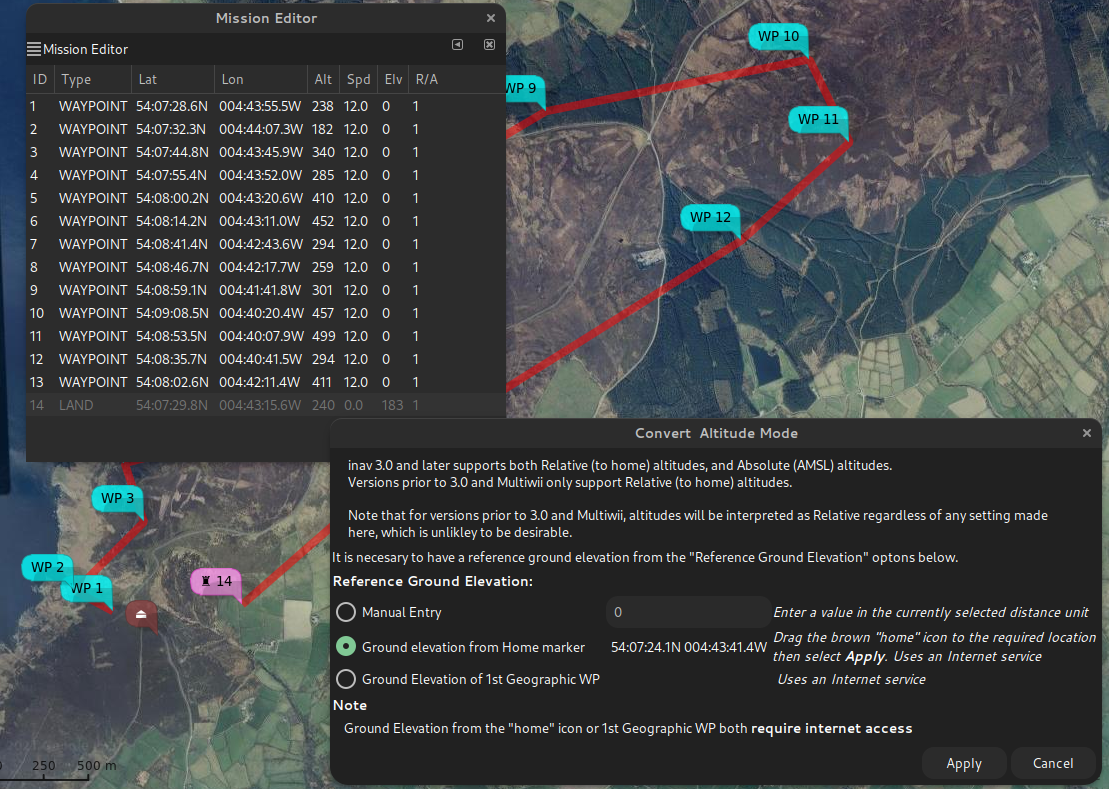 Mission Editor
Mission Editor
ID Type Lat Lon Alt Spd Elv R/A
1 WAYPOINT 54:07:28.6N 004:43:55.5W 238 12.0 0 1
2 WAYPOINT 54:07:32.3N 004:44:07.3W 182 12.0 0 1
3 WAYPOINT 54:07:44.8N 004:43:45.9W 340 12.0 0 1
4 WAYPOINT 54:07:55.4N 004:43:52.0W 285 12.0 0 1
5 WAYPOINT 54:08:00.2N 004:43:20.6W 410 12.0 0 1
6 WAYPOINT 54:08:14.2N 004:43:11.0W 452 12.0 0 1
7 WAYPOINT 54:08:41.4N 004:42:43.6W 294 12.0 0 1
8 WAYPOINT 54:08:46.7N 004:42:17.7W 259 12.0 0 1
9 WAYPOINT 54:08:59.1N 004:41:41.8W 301 12.0 0 1
10 WAYPOINT 54:09:08.5N 004:40:20.4W 457 12.0 0 1
11 WAYPOINT 54:08:53.5N 004:40:07.9W 499 12.0 0 1
12 WAYPOINT 54:08:35.7N 004:40:41.5W 294 12.0 0 1
13 WAYPOINT 54:08:02.6N 004:42:11.4W 411 12.0 0 1
14 LAND 54:07:29.8N 004:43:15.6W 240 0.0 183 1
WP 9
WP 10
WP 11
WP 12
WP 3
WP 2
WP 1
14
0 250 500 m
Convert Altitude Mode
inav 3.0 and later supports both Relative (to home) altitudes, and Absolute (AMSL) altitudes.
Versions prior to 3.0 and Multiwii only support Relative (to home) altitudes.
Note that for versions prior to 3.0 and Multiwii, altitudes will be interpreted as Relative regardless of any setting made
here, which is unlikley to be desirable.
It is necesary to have a reference ground elevation from the "Reference Ground Elevation" optons below.
Reference Ground Elevation:
Manual Entry 0 Enter a value in the currently selected distance unit
Ground elevation from Home marker 54:07:24.1N 004:43:41.4W Drag the brown "home" icon to the required location
then select Apply. Uses an Internet service
Ground Elevation of 1st Geographic WP Uses an Internet service
Note
Ground Elevation from the "home" icon or 1st Geographic WP both require internet access
Apply Cancel